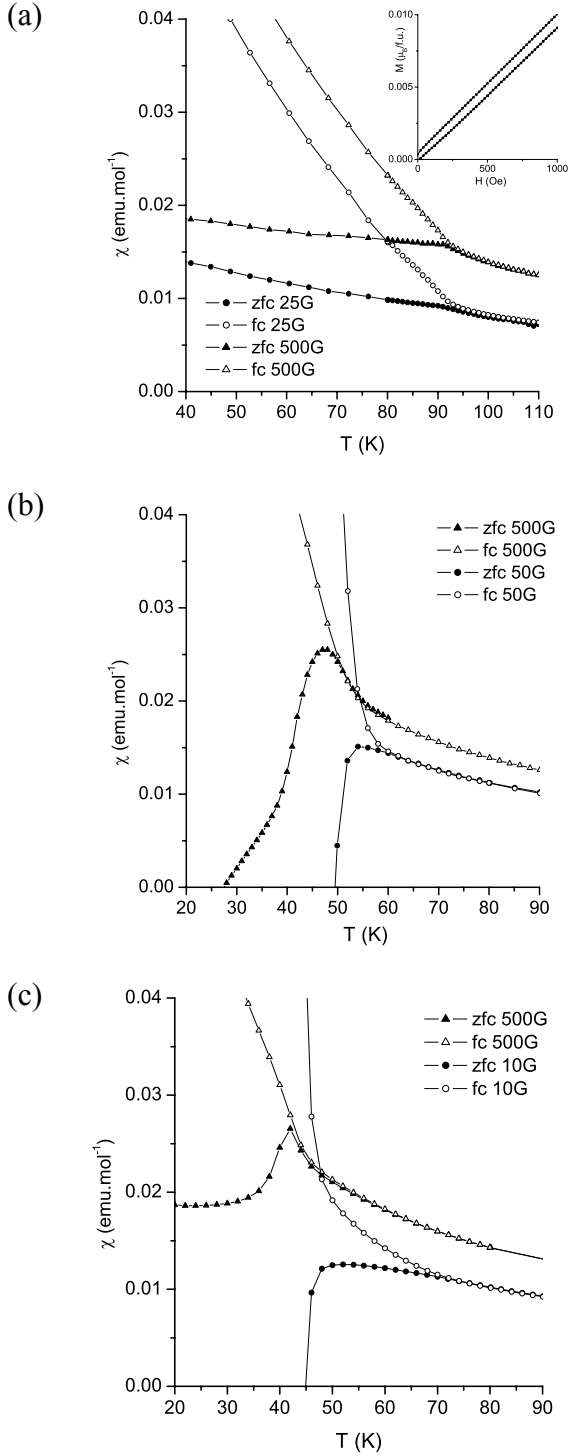 (a)
0.04
0.03
0.02
0.01
0.00
χ (emu.mol⁻¹)
40 50 60 70 80 90 100 110
T (K)
zfc 25G
fc 25G
zfc 500G
fc 500G
0.010
0.005
0.000
M (μB/f.u.)
0 500 1000
H (Oe)
(b)
0.04
0.03
0.02
0.01
0.00
χ (emu.mol⁻¹)
20 30 40 50 60 70 80 90
T (K)
zfc 500G
fc 500G
zfc 50G
fc 50G
(c)
0.04
0.03
0.02
0.01
0.00
χ (emu.mol⁻¹)
20 30 40 50 60 70 80 90
T (K)
zfc 500G
fc 500G
zfc 10G
fc 10G